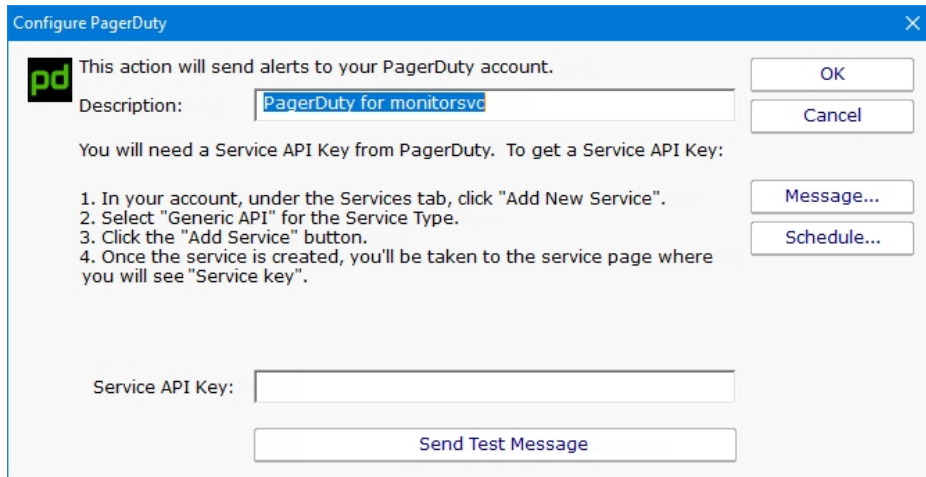 Configure PagerDuty
pd
This action will send alerts to your PagerDuty account.
Description:
PagerDuty for monitorsvc
OK
Cancel
You will need a Service API Key from PagerDuty. To get a Service API Key:
1. In your account, under the Services tab, click "Add New Service".
2. Select "Generic API" for the Service Type.
3. Click the "Add Service" button.
4. Once the service is created, you'll be taken to the service page where
you will see "Service key".
Message...
Schedule...
Service API Key:
Send Test Message